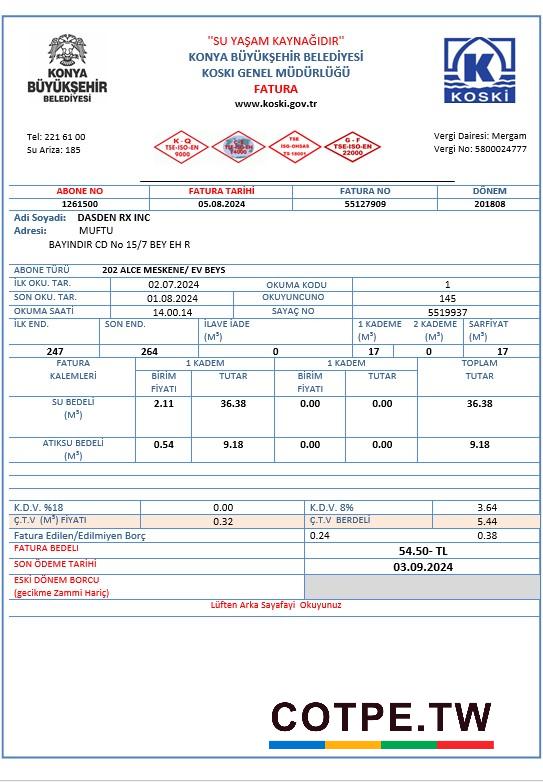 "SU YAŞAM KAYNAĞIDIR"
KONYA BÜYÜKŞEHİR BELEDİYESİ
KOSKİ GENEL MÜDÜRLÜĞÜ
FATURA
www.koski.gov.tr
KONYA
BÜYÜKŞEHİR
BELEDİYESİ
KOSKİ
Tel: 221 61 00
Su Ariza: 185
K - Q
TSE-ISO-EN
9000
TSE-ISO-EN
14000
TSE
ISO-OHSAS
TS 18001
G - F
TSE-ISO-EN
22000
Vergi Dairesi: Mergam
Vergi No: 5800024777
ABONE NO FATURA TARİHİ FATURA NO DÖNEM
1261500 05.08.2024 55127909 201808
Adi Soyadi: DASDEN RX INC
Adresi: MUFTU
BAYINDIR CD No 15/7 BEY EH R
ABONE TÜRÜ 202 ALCE MESKENE/ EV BEYS
İLK OKU. TAR. 02.07.2024 OKUMA KODU 1
SON OKU. TAR. 01.08.2024 OKUYUCUNO 145
OKUMA SAATİ 14.00.14 SAYAÇ NO 5519937
İLK END. SON END. İLAVE İADE (M³) 1 KADEME (M³) 2 KADEME (M³) SARFİYAT (M³)
247 264 0 17 0 17
FATURA KALEMLERİ 1 KADEM 1 KADEM TOPLAM TUTAR
BİRİM FİYATI TUTAR BİRİM FİYATI TUTAR
SU BEDELİ (M³) 2.11 36.38 0.00 0.00 36.38
ATIKSU BEDELİ (M³) 0.54 9.18 0.00 0.00 9.18
K.D.V. %18 0.00 K.D.V. 8% 3.64
Ç.T.V (M³) FİYATI 0.32 Ç.T.V BERDELİ 5.44
Fatura Edilen/Edilmiyen Borç 0.24 0.38
FATURA BEDELI 54.50- TL
SON ÖDEME TARİHİ 03.09.2024
ESKİ DÖNEM BORCU
(gecikme Zammi Hariç)
Lüften Arka Sayafayi Okuyunuz
COTPE.TW